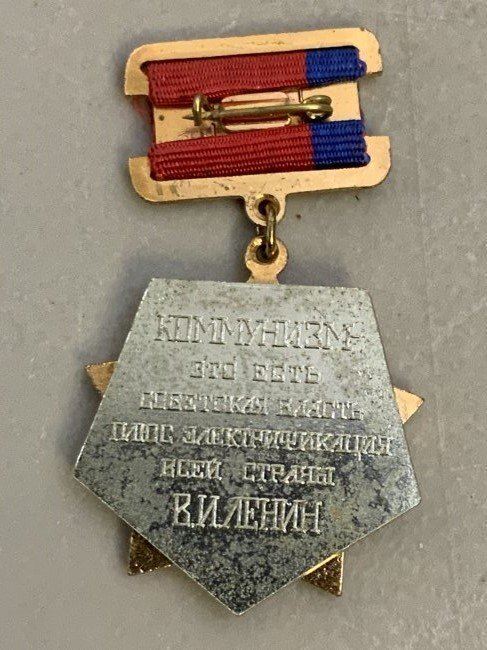 КОММУНИЗМ-
ЭТО ЕСТЬ
СОВЕТСКАЯ ВЛАСТЬ
ПЛЮС ЭЛЕКТРИФИКАЦИЯ
ВСЕЙ СТРАНЫ
В.И.ЛЕНИН